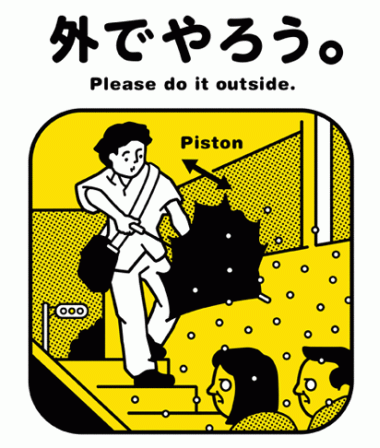 外でやろう。
Please do it outside.
Piston